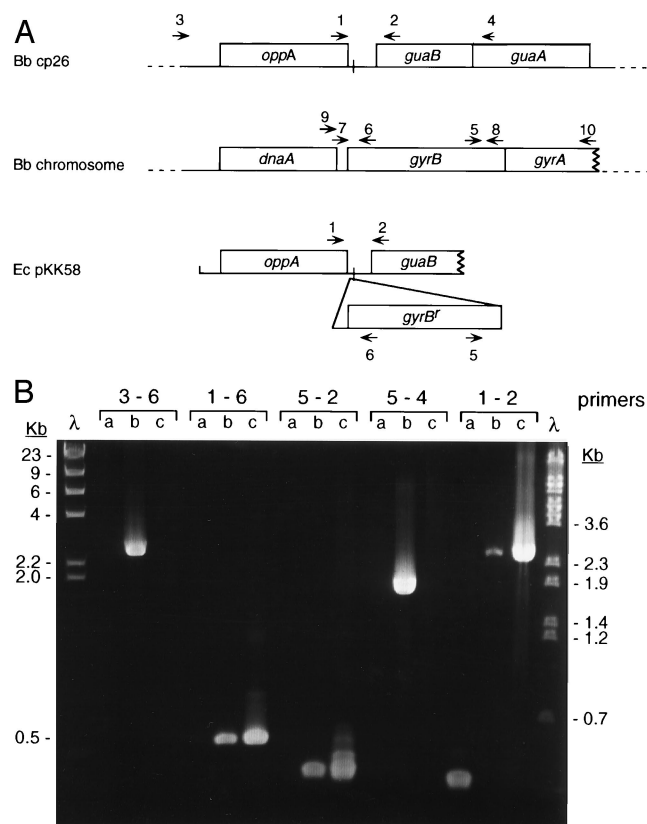 A
3 1 2 4
Bb cp26 oppA guaB guaA
9 7 6 5 8 10
Bb chromosome dnaA gyrB gyrA
1 2
Ec pKK58 oppA guaB
gyrBr
6 5
B
3 - 6 1 - 6 5 - 2 5 - 4 1 - 2 primers
λ a b c a b c a b c a b c a b c λ
Kb Kb
23 -
9 -
6 -
4 - - 3.6
2.2 - - 2.3
2.0 - - 1.9
- 1.4
- 1.2
0.5 - - 0.7